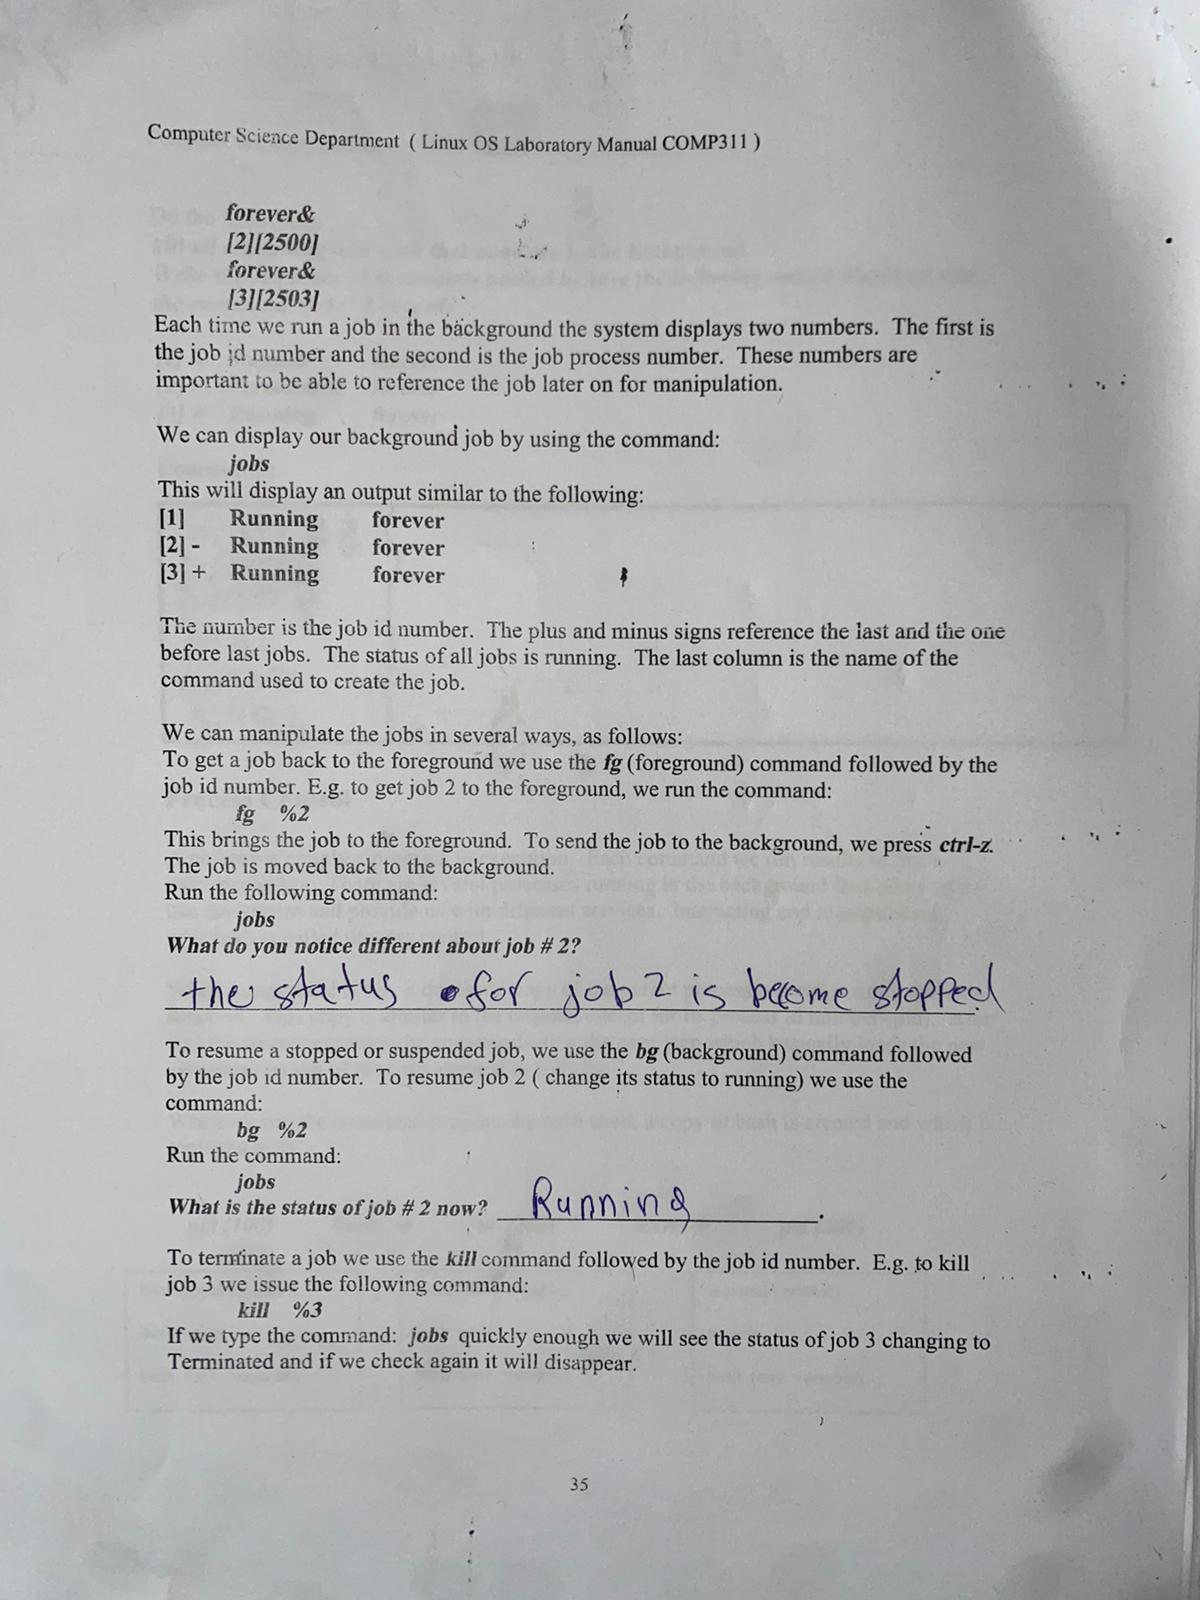 Computer Science Department ( Linux OS Laboratory Manual COMP311 )
forever&
[2][2500]
forever&
[3][2503]
Each time we run a job in the background the system displays two numbers. The first is
the job id number and the second is the job process number. These numbers are
important to be able to reference the job later on for manipulation.
We can display our background job by using the command:
jobs
This will display an output similar to the following:
[1] Running forever
[2] - Running forever
[3] + Running forever
The number is the job id number. The plus and minus signs reference the last and the one
before last jobs. The status of all jobs is running. The last column is the name of the
command used to create the job.
We can manipulate the jobs in several ways, as follows:
To get a job back to the foreground we use the fg (foreground) command followed by the
job id number. E.g. to get job 2 to the foreground, we run the command:
fg %2
This brings the job to the foreground. To send the job to the background, we press ctrl-z.
The job is moved back to the background.
Run the following command:
jobs
What do you notice different about job # 2?
the status for job 2 is become stopped
To resume a stopped or suspended job, we use the bg (background) command followed
by the job id number. To resume job 2 ( change its status to running) we use the
command:
bg %2
Run the command:
jobs
What is the status of job # 2 now? Running.
To terminate a job we use the kill command followed by the job id number. E.g. to kill
job 3 we issue the following command:
kill %3
If we type the command: jobs quickly enough we will see the status of job 3 changing to
Terminated and if we check again it will disappear.
35